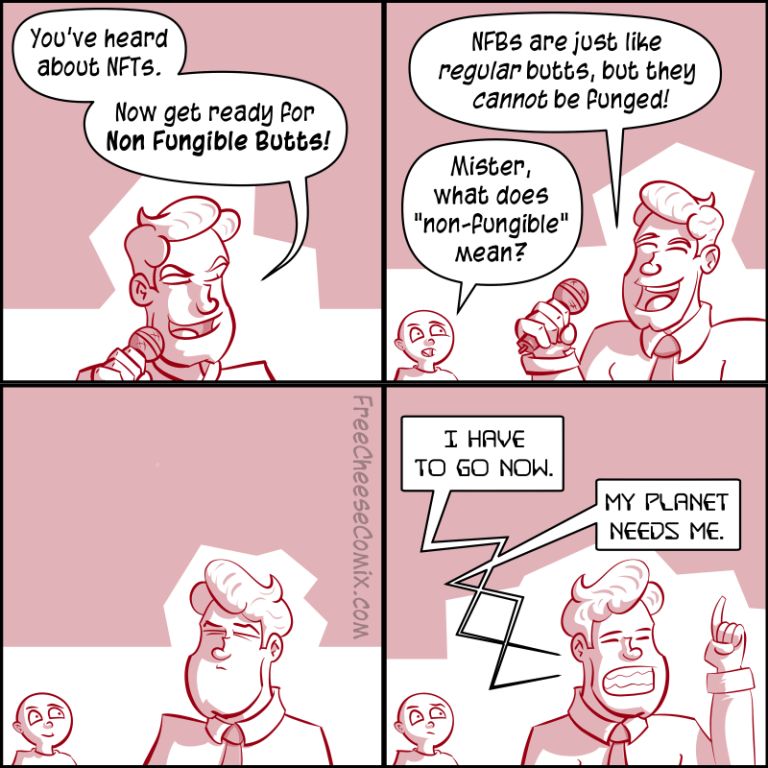 You've heard
about NFTs.
Now get ready for
Non Fungible Butts!
NFBs are just like
regular butts, but they
cannot be funged!
Mister,
what does
"non-fungible"
mean?
FreeCheeseComix.com
I HAVE
TO GO NOW.
MY PLANET
NEEDS ME.